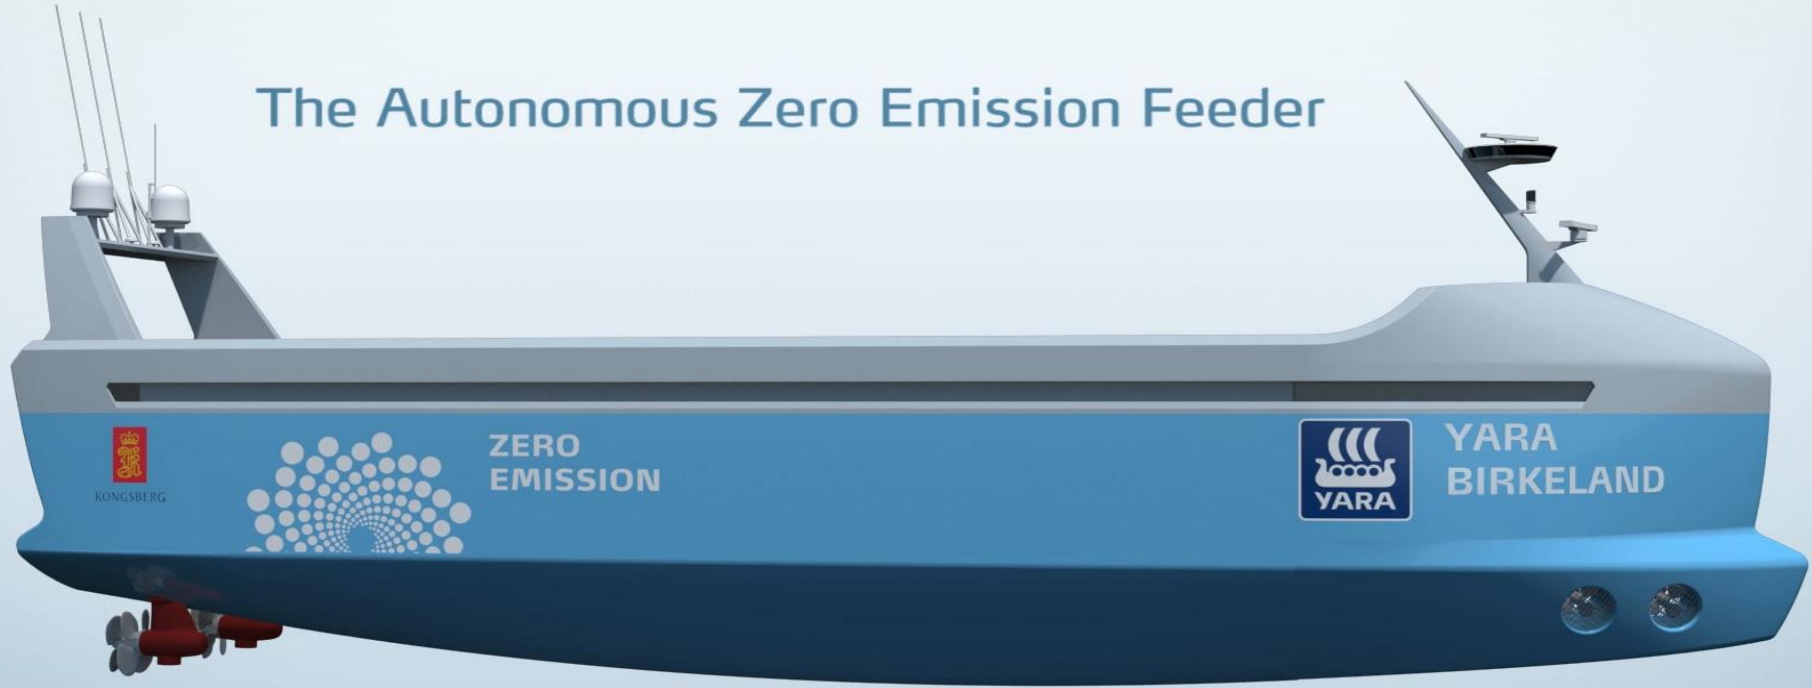 The Autonomous Zero Emission Feeder
KONGSBERG
ZERO
EMISSION
YARA
YARA
BIRKELAND